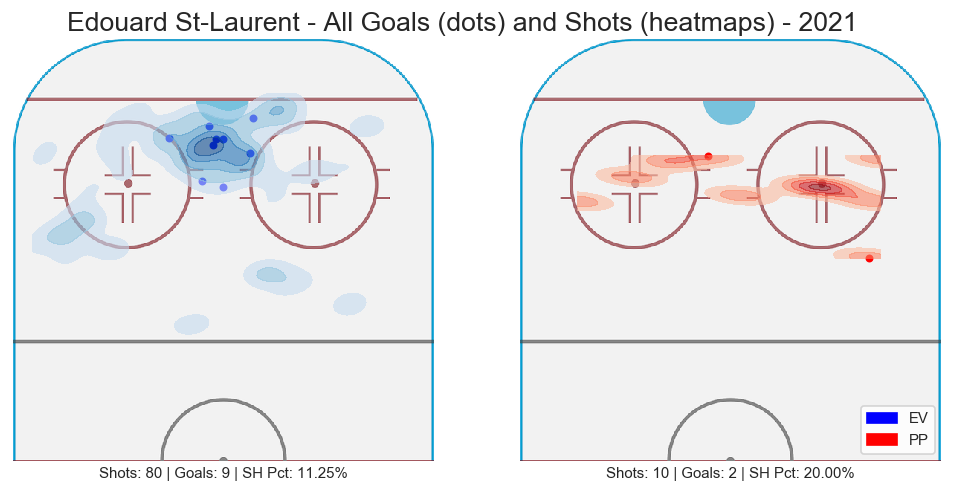 Edouard St-Laurent - All Goals (dots) and Shots (heatmaps) - 2021
EV
PP
Shots: 80 | Goals: 9 | SH Pct: 11.25%
Shots: 10 | Goals: 2 | SH Pct: 20.00%